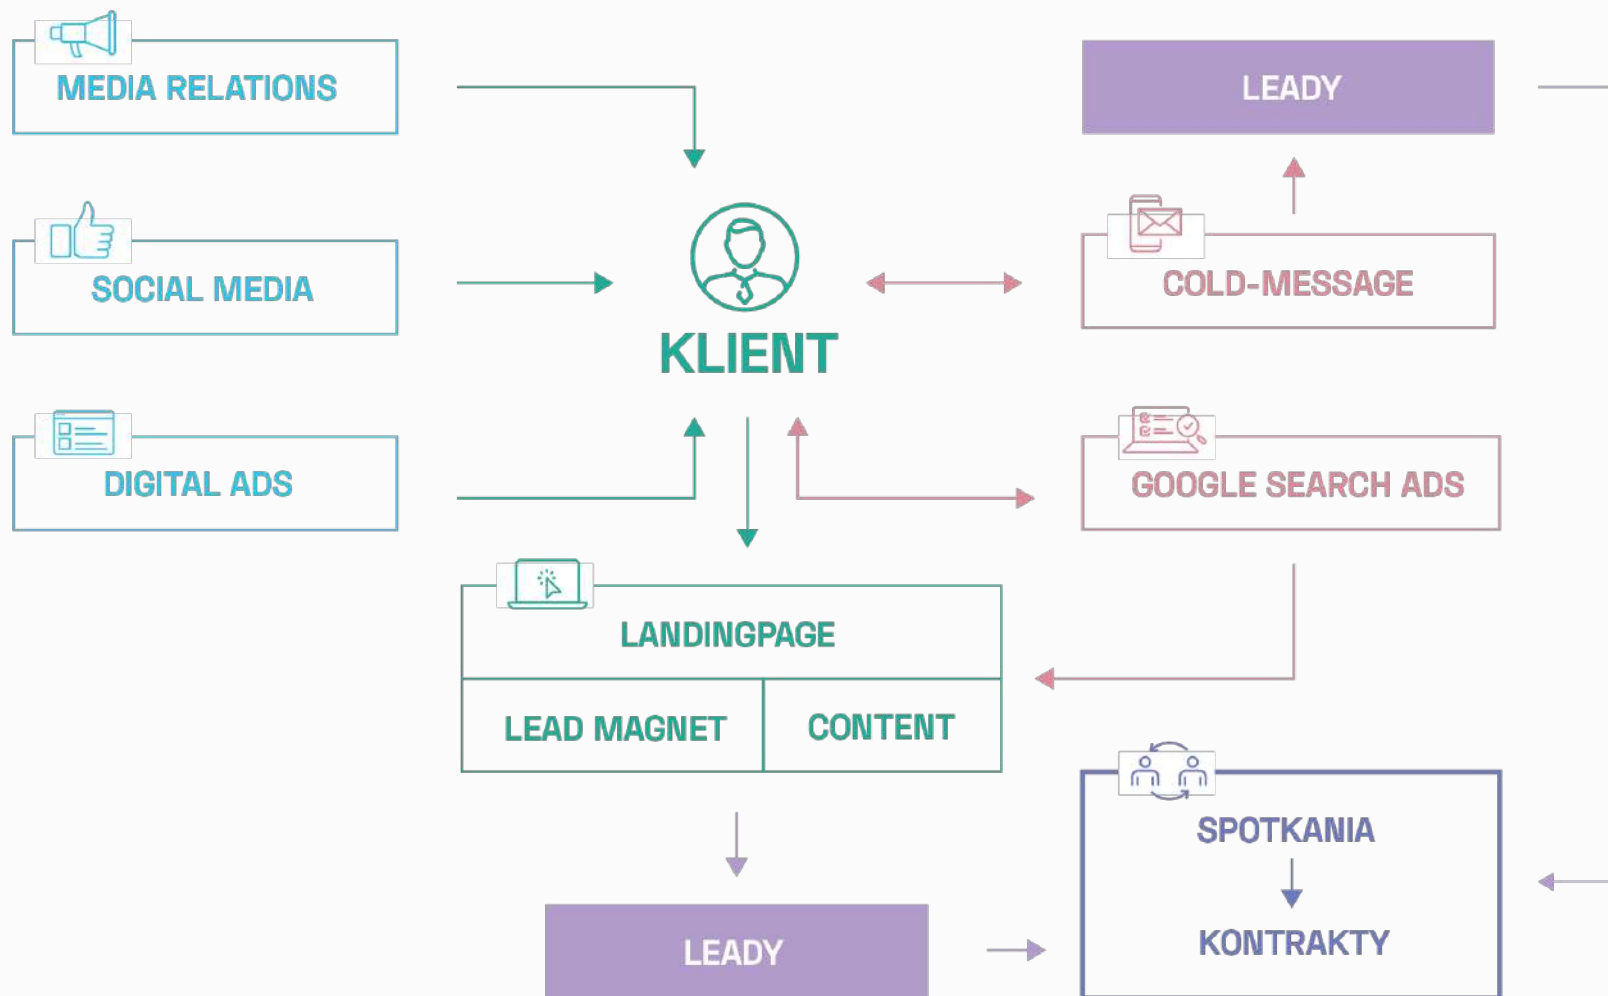 MEDIA RELATIONS
LEADY
SOCIAL MEDIA
COLD-MESSAGE
KLIENT
DIGITAL ADS
GOOGLE SEARCH ADS
LANDINGPAGE
LEAD MAGNET
CONTENT
SPOTKANIA
KONTRAKTY
LEADY